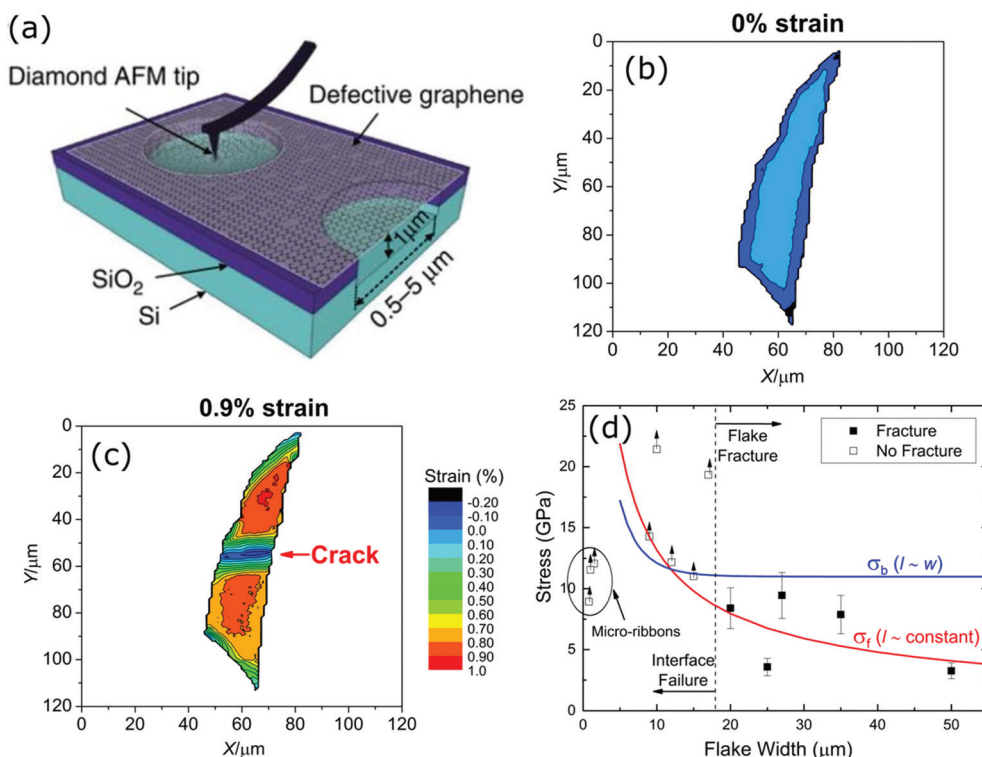 (a)
Diamond AFM tip
Defective graphene
SiO2
Si
1μm
0.5–5 μm
0% strain
(b)
Y/μm
0
20
40
60
80
100
120
0 20 40 60 80 100 120
X/μm
0.9% strain
(c)
Y/μm
0
20
40
60
80
100
120
0 20 40 60 80 100 120
X/μm
Crack
Strain (%)
-0.20
-0.10
0.0
0.10
0.20
0.30
0.40
0.50
0.60
0.70
0.80
0.90
1.0
(d)
Stress (GPa)
25
20
15
10
5
0
Flake
Fracture
Fracture
No Fracture
σb (l ~ w)
Micro-ribbons
σf (l ~ constant)
Interface
Failure
0 10 20 30 40 50
Flake Width (μm)